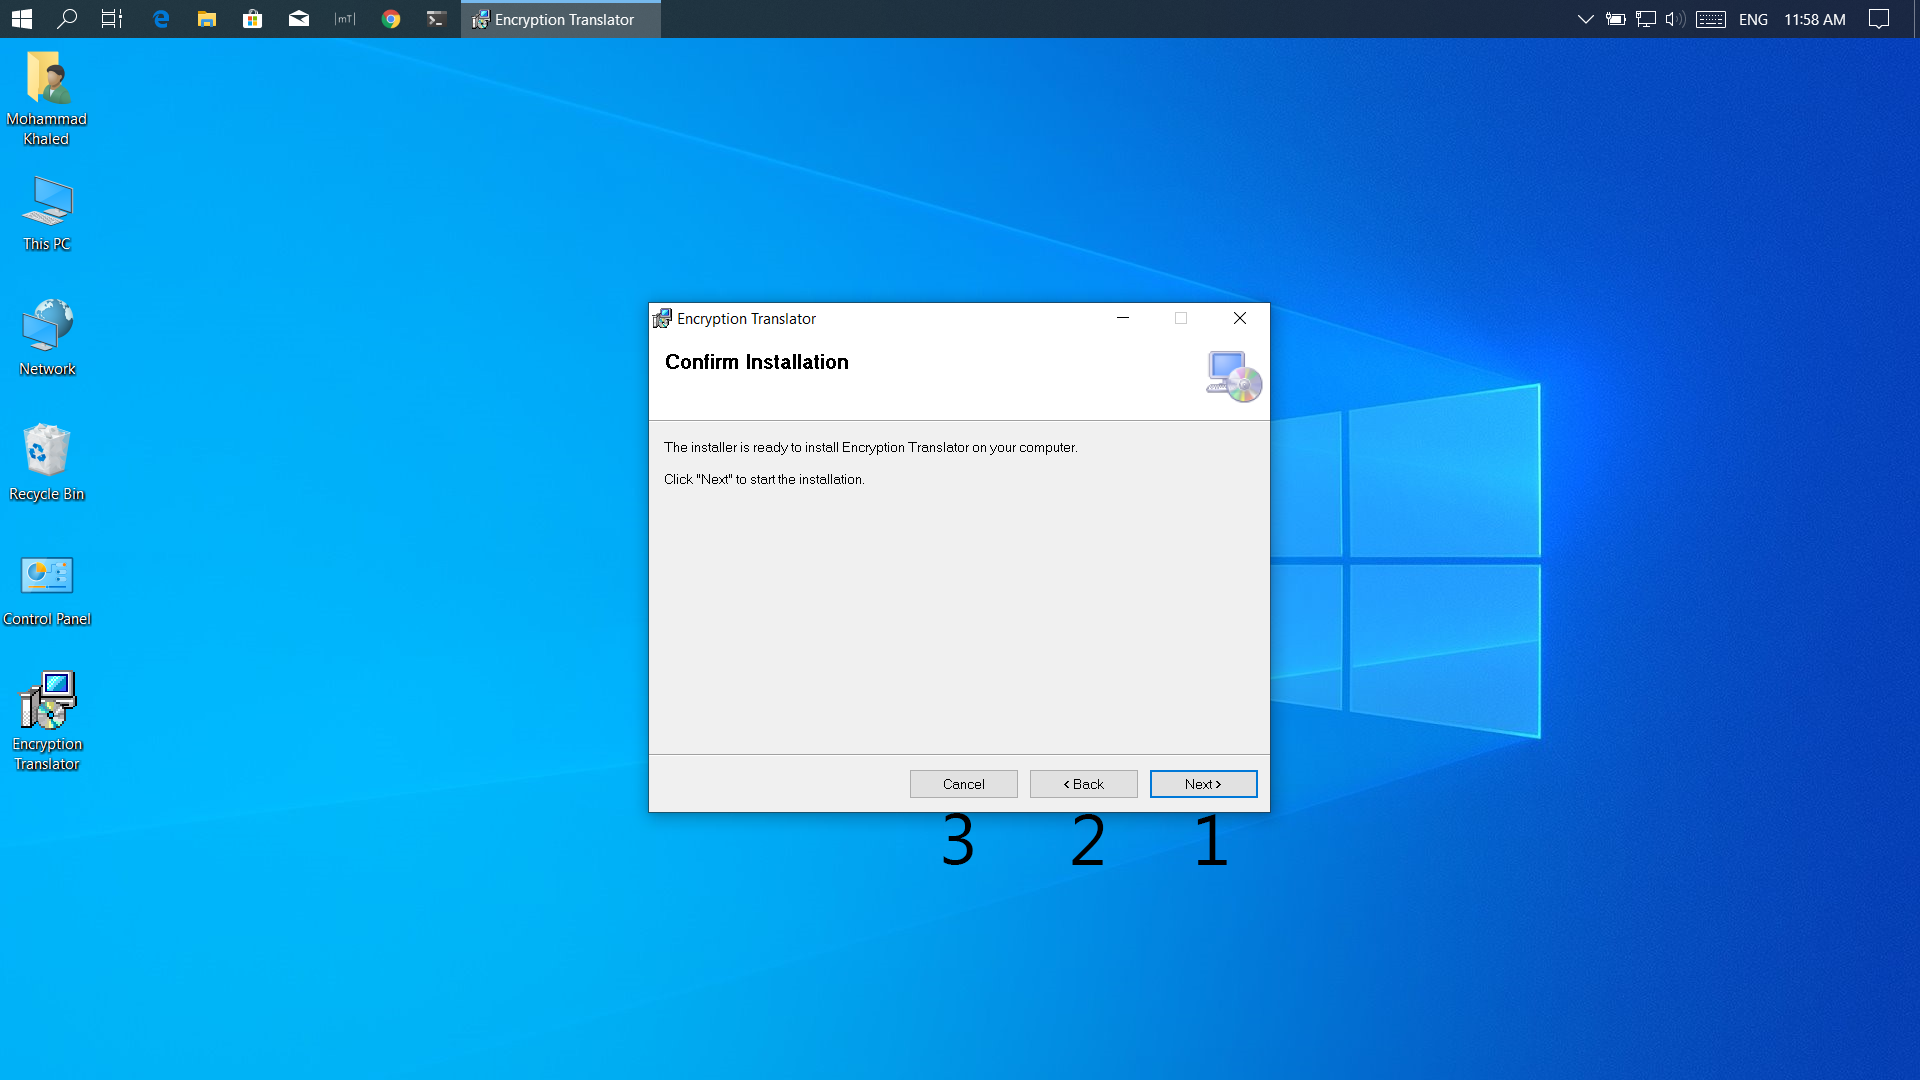 Encryption Translator
ENG
11:58 AM
Mohammad
Khaled
This PC
Network
Recycle Bin
Control Panel
Encryption
Translator
Encryption Translator
Confirm Installation
The installer is ready to install Encryption Translator on your computer.
Click "Next" to start the installation.
Cancel
< Back
Next >
3 2 1